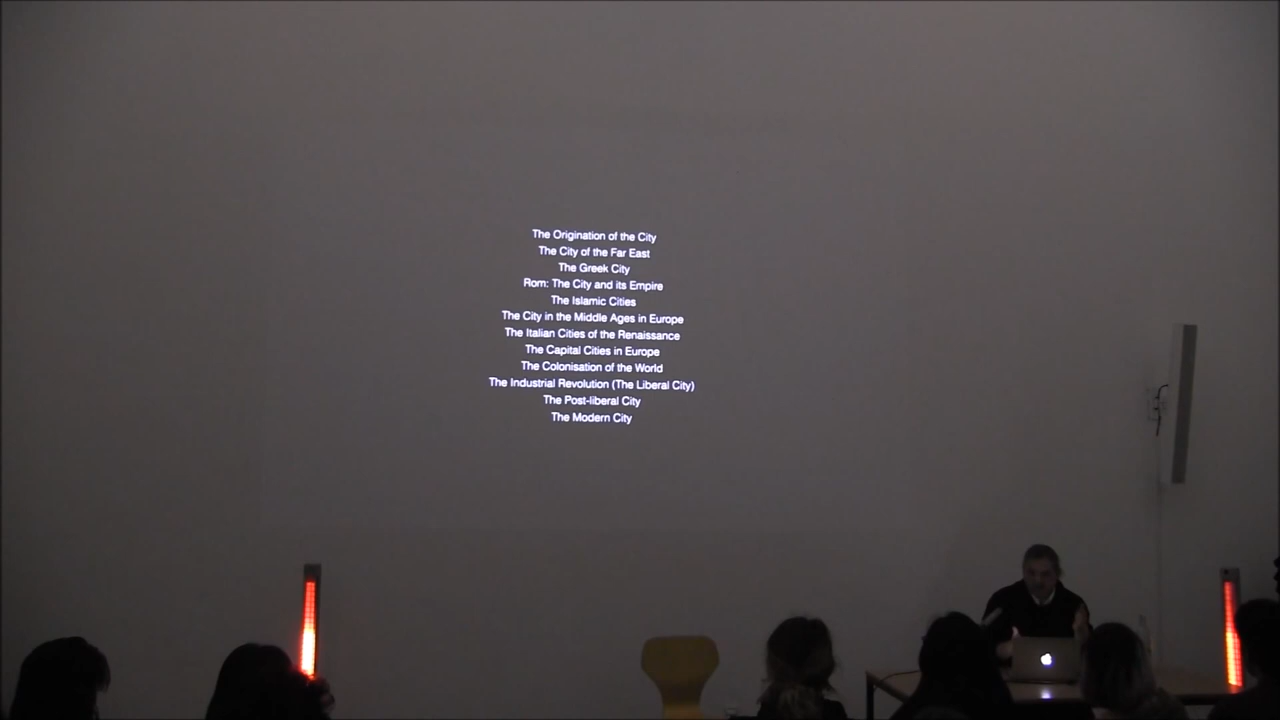 The Origination of the City
The City of the Far East
The Greek City
Rom: The City and its Empire
The Islamic Cities
The City in the Middle Ages in Europe
The Italian Cities of the Renaissance
The Capital Cities in Europe
The Colonisation of the World
The Industrial Revolution (The Liberal City)
The Post-liberal City
The Modern City